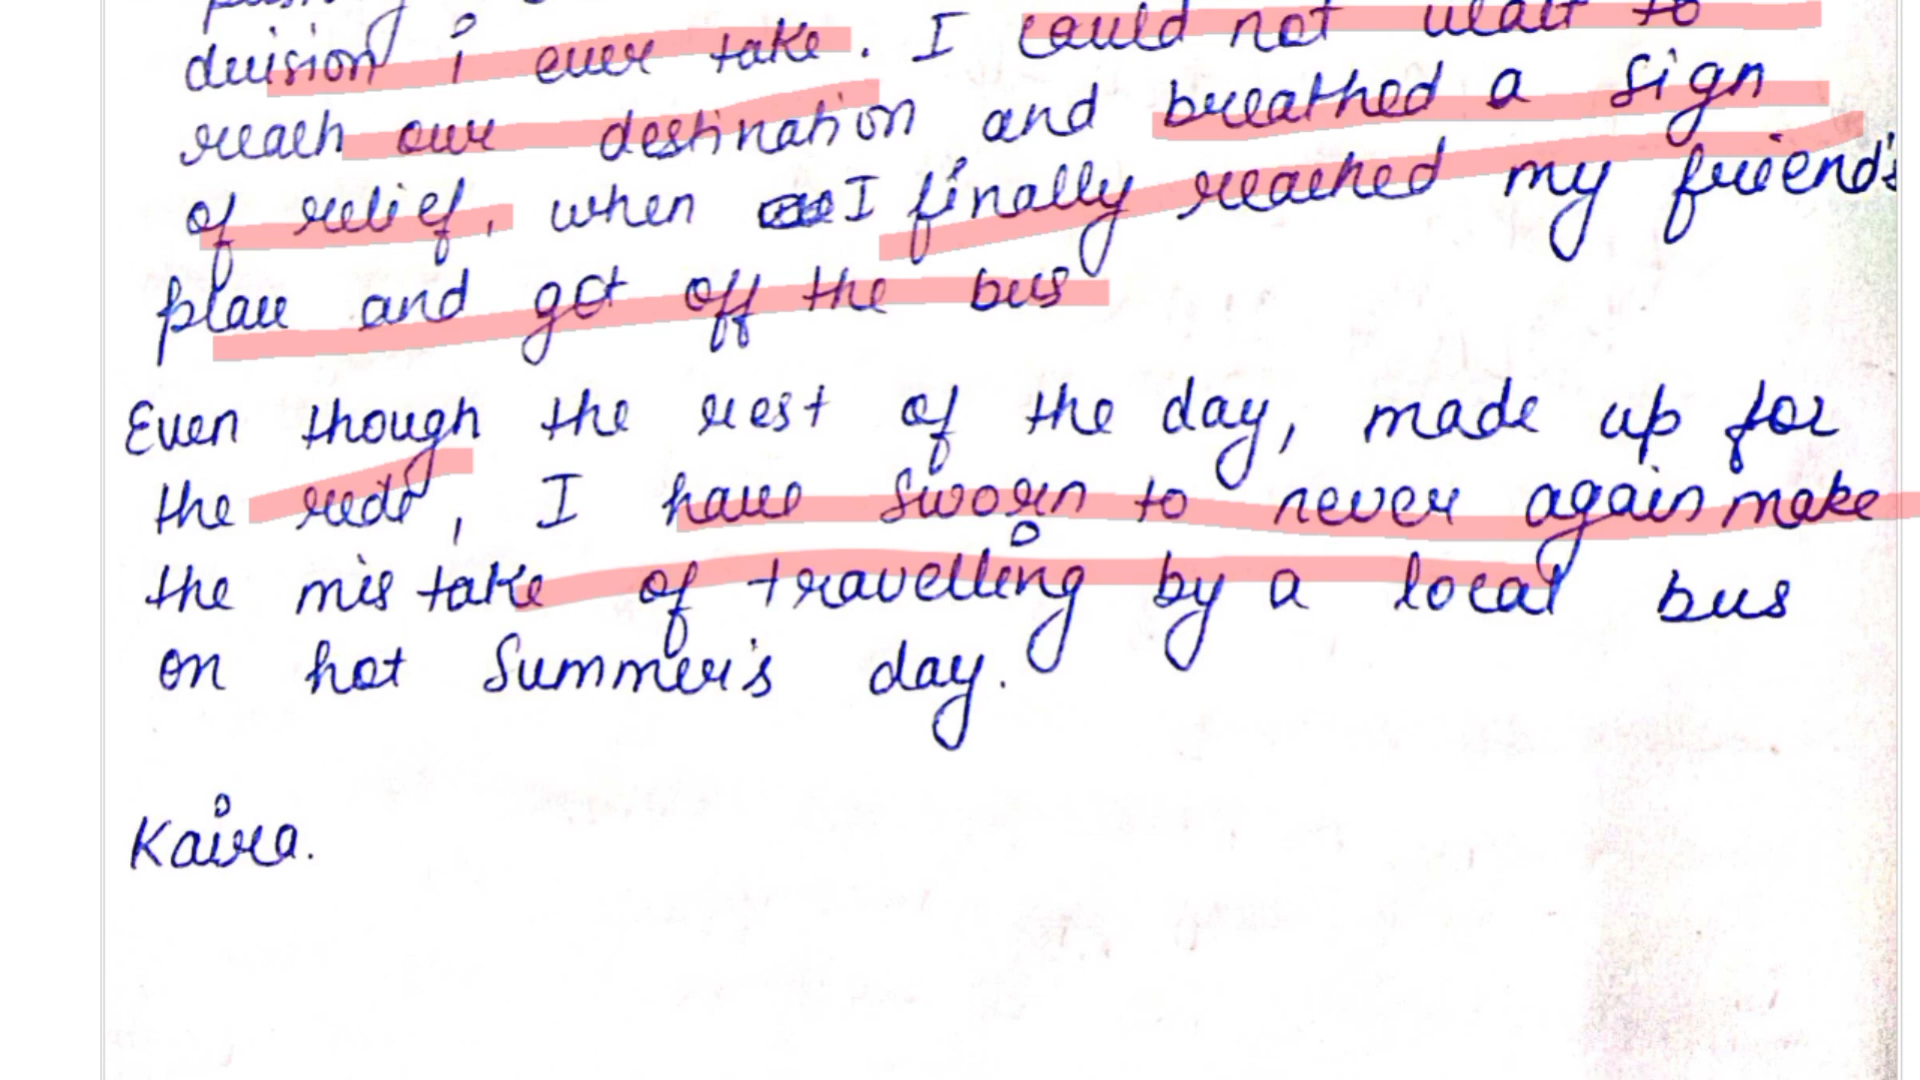 decision i ever take. I could not wait to
reach our destination and breathed a sign
of relief, when I finally reached my friend's
place and got off the bus
Even though the rest of the day, made up for
the ride, I have sworn to never again make
the mistake of travelling by a local bus
on hot Summer's day.
Kaira.